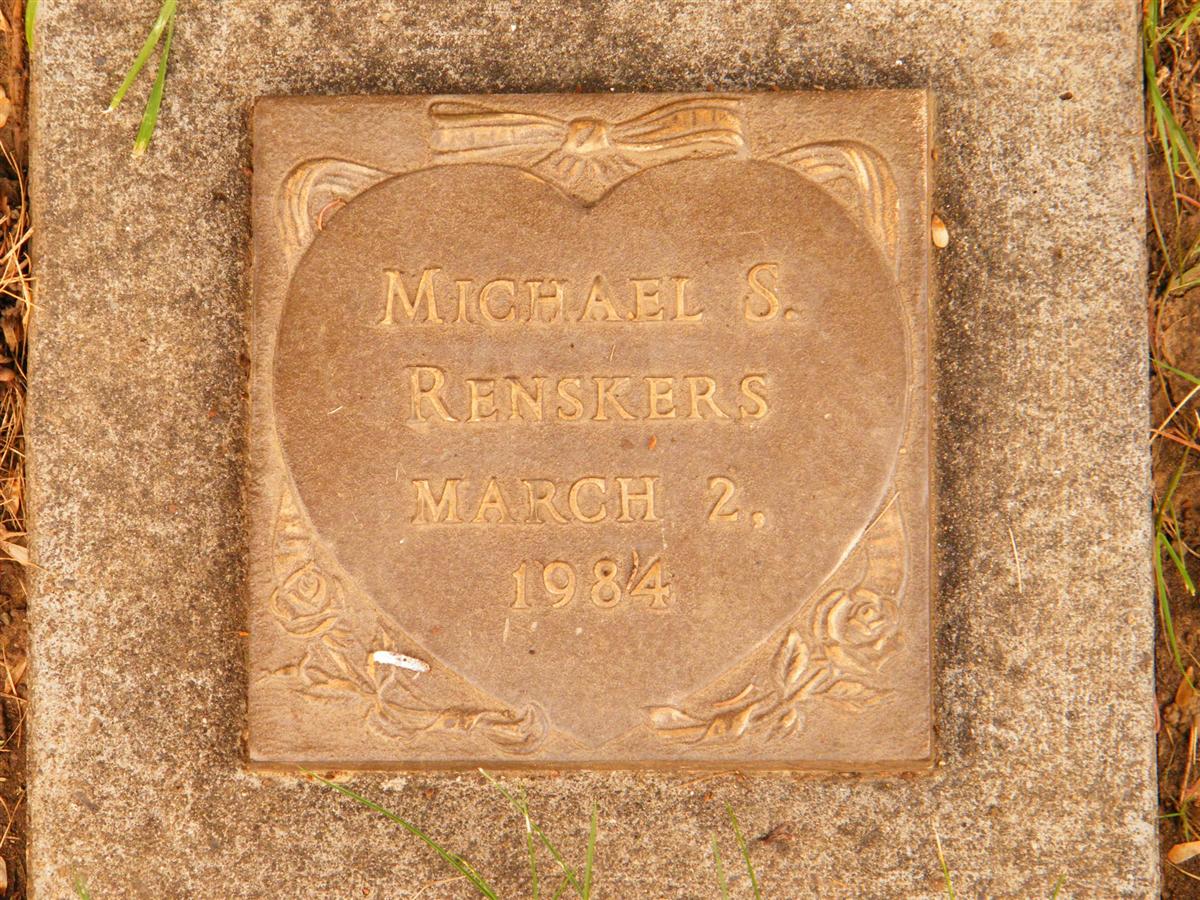 Michael S.
Renskers
March 2,
1984